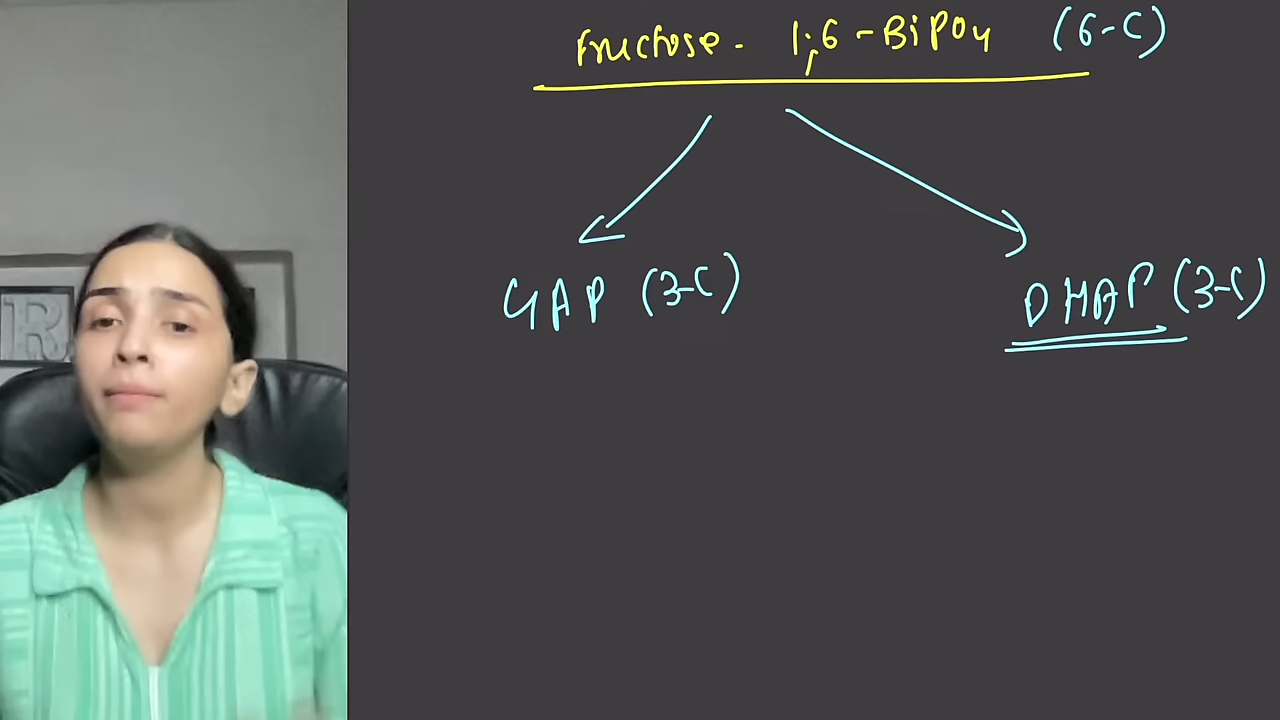 Fructose - 1,6-BiPO4 (6-C)
GAP (3-C) DHAP (3-C)
R